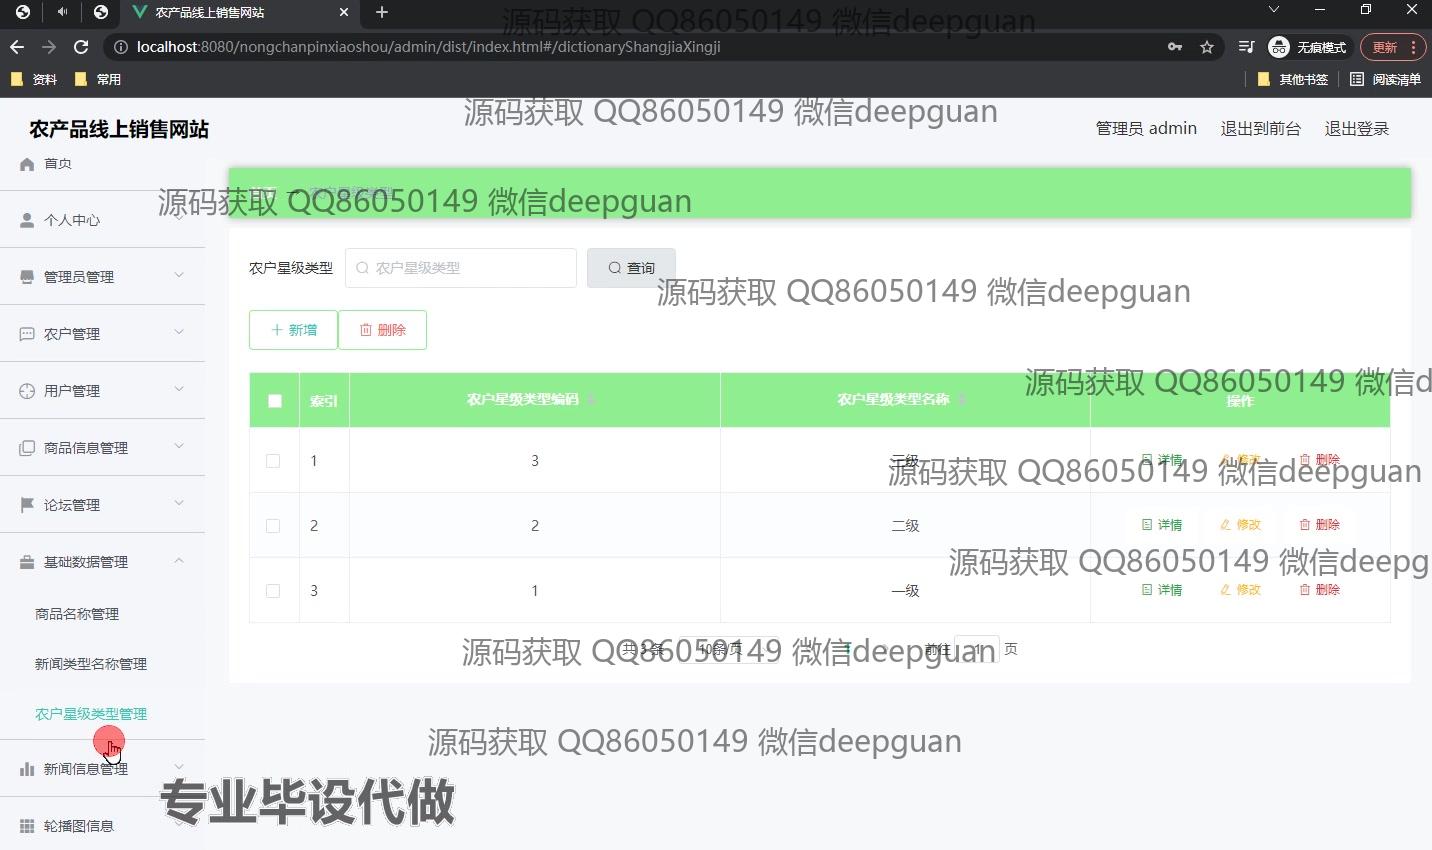 农产品线上销售网站
源码获取 QQ86050149 微信deepguan
localhost:8080/nongchanpinxiaoshou/admin/dist/index.html#/dictionaryShangjiaXingji
无痕模式
更新
资料
常用
其他书签
阅读清单
源码获取 QQ86050149 微信deepguan
农产品线上销售网站
管理员 admin
退出到前台
退出登录
首页
个人中心
管理员管理
农户管理
用户管理
商品信息管理
论坛管理
基础数据管理
商品名称管理
新闻类型名称管理
农户星级类型管理
新闻信息管理
轮播图信息
农户星级类型
源码获取 QQ86050149 微信deepguan
农户星级类型
农户星级类型
查询
源码获取 QQ86050149 微信deepguan
新增
删除
源码获取 QQ86050149 微信d
索引
农户星级类型编码
农户星级类型名称
操作
1
3
三级
详情
修改
删除
源码获取 QQ86050149 微信deepguan
2
2
二级
详情
修改
删除
源码获取 QQ86050149 微信deepg
3
1
一级
详情
修改
删除
共 3 条
10条/页
1
前往
1
页
源码获取 QQ86050149 微信deepguan
源码获取 QQ86050149 微信deepguan
专业毕设代做